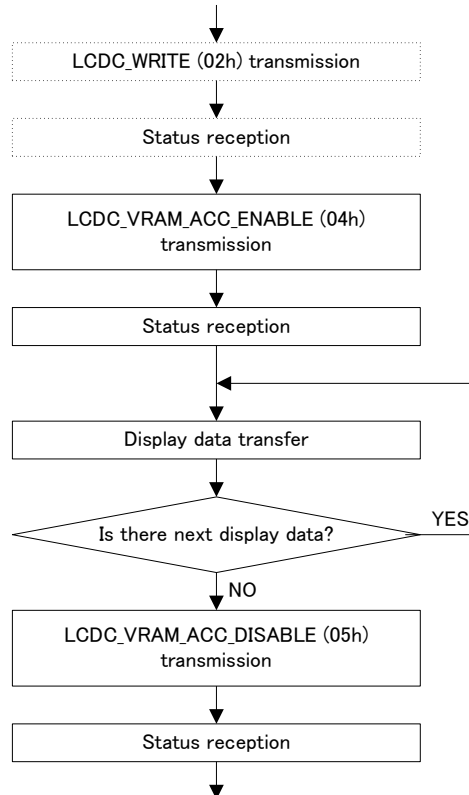 LCDC_WRITE (02h) transmission
Status reception
LCDC_VRAM_ACC_ENABLE (04h)
transmission
Status reception
Display data transfer
Is there next display data?
YES
NO
LCDC_VRAM_ACC_DISABLE (05h)
transmission
Status reception